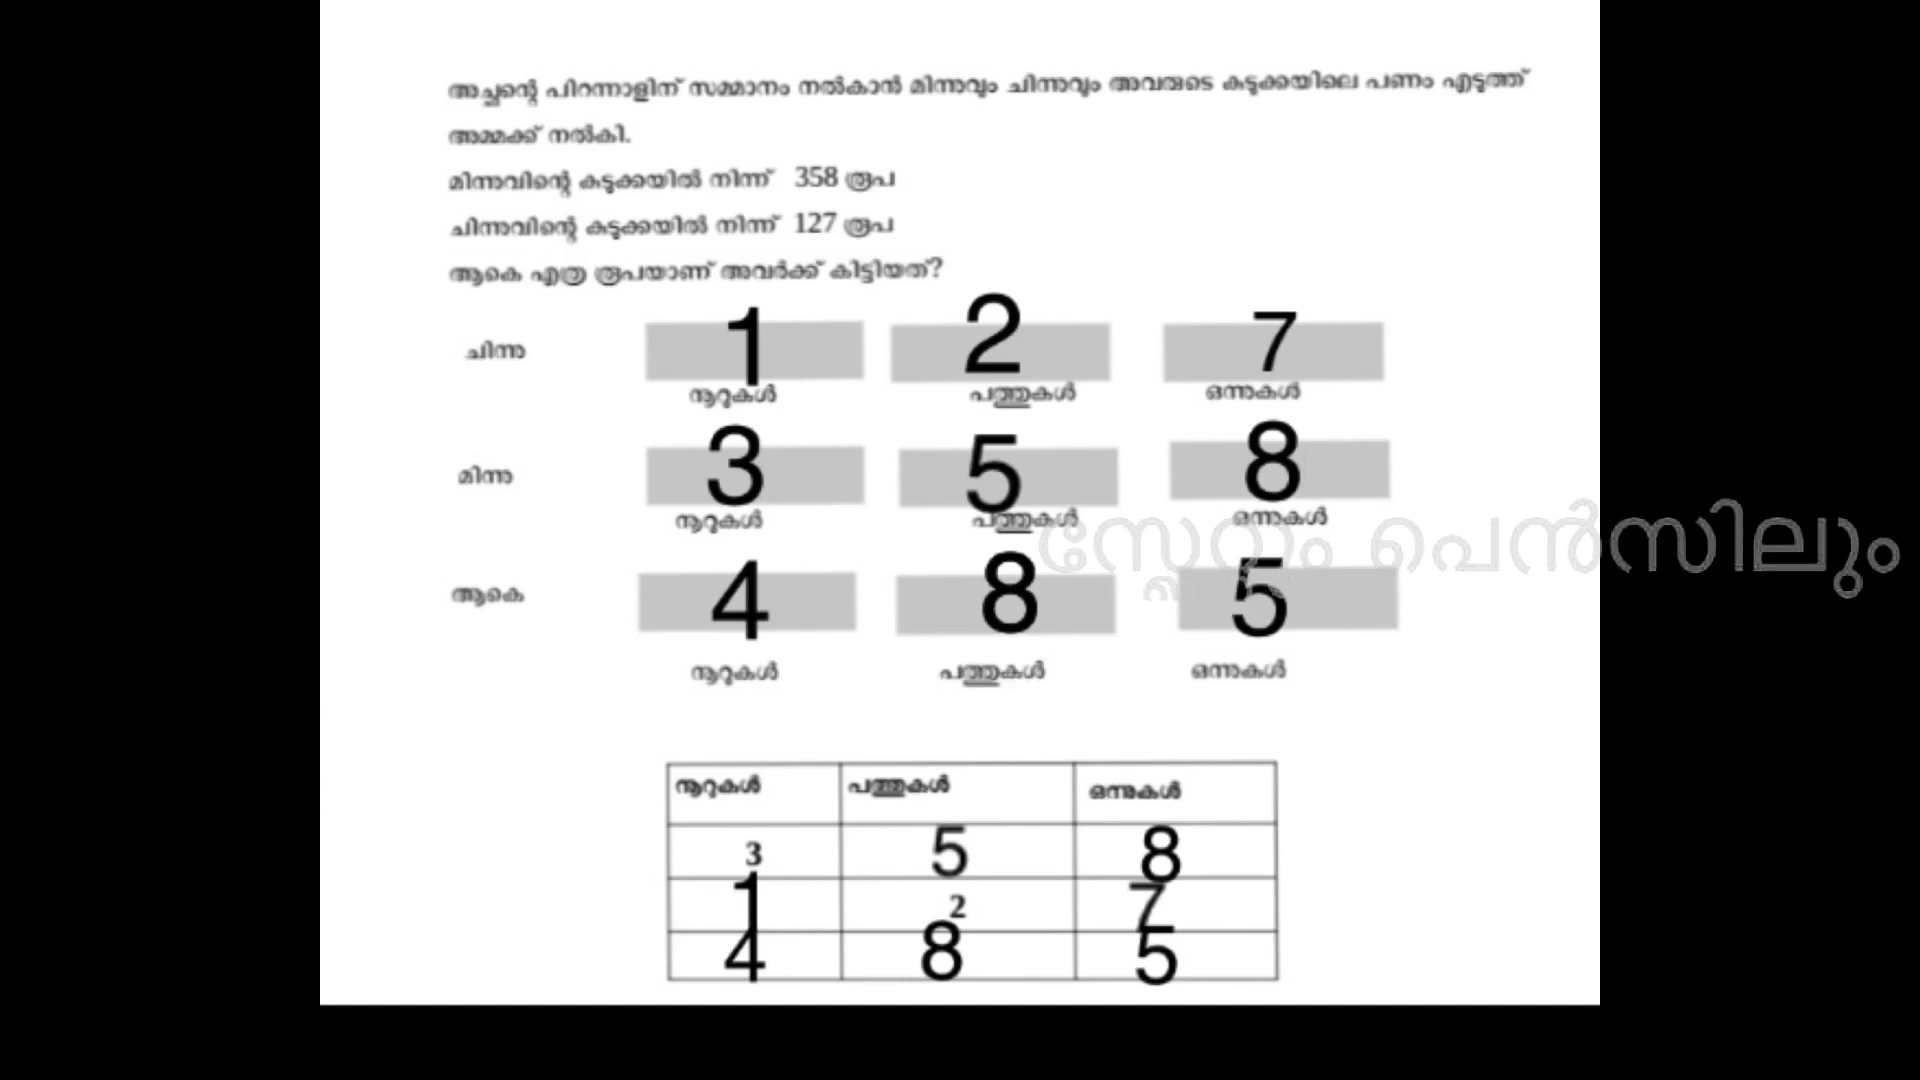 അച്ഛന്റെ പിറന്നാളിന് സമ്മാനം നൽകാൻ മിന്നുവും ചിന്നുവും അവരുടെ കുടുക്കയിലെ പണം എടുത്ത്
അമ്മക്ക് നൽകി.
മിന്നുവിന്റെ കുടുക്കയിൽ നിന്ന് 358 രൂപ
ചിന്നുവിന്റെ കുടുക്കയിൽ നിന്ന് 127 രൂപ
ആകെ എത്ര രൂപയാണ് അവർക്ക് കിട്ടിയത്?
ചിന്നു 1 2 7
നൂറുകൾ പത്തുകൾ ഒന്നുകൾ
മിന്നു 3 5 8
നൂറുകൾ പത്തുകൾ ഒന്നുകൾ
സ്ലേറ്റും പെൻസിലും
ആകെ 4 8 5
നൂറുകൾ പത്തുകൾ ഒന്നുകൾ
നൂറുകൾ പത്തുകൾ ഒന്നുകൾ
3 5 8
1 2 7
4 8 5